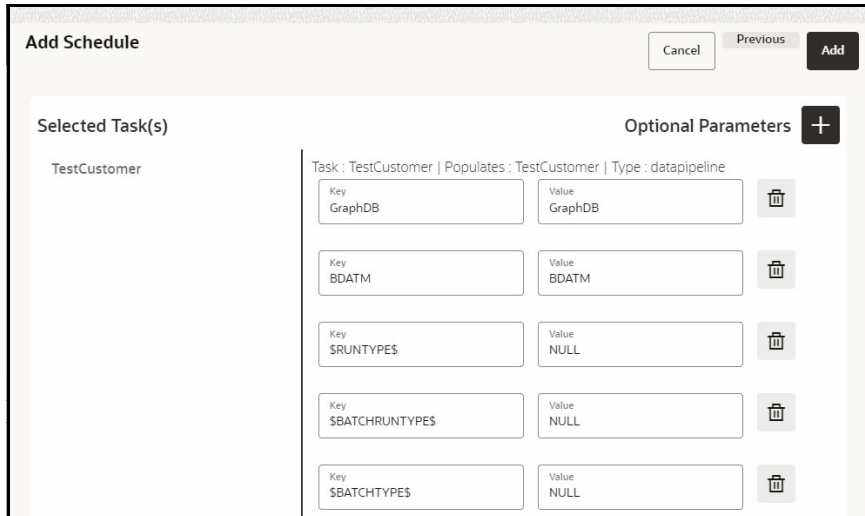 Add Schedule
Cancel Previous Add
Selected Task(s) Optional Parameters
TestCustomer
Task : TestCustomer | Populates : TestCustomer | Type : datapipeline
Key Value
GraphDB GraphDB
Key Value
BDATM BDATM
Key Value
$RUNTYPE$ NULL
Key Value
$BATCHRUNTYPE$ NULL
Key Value
$BATCHTYPE$ NULL